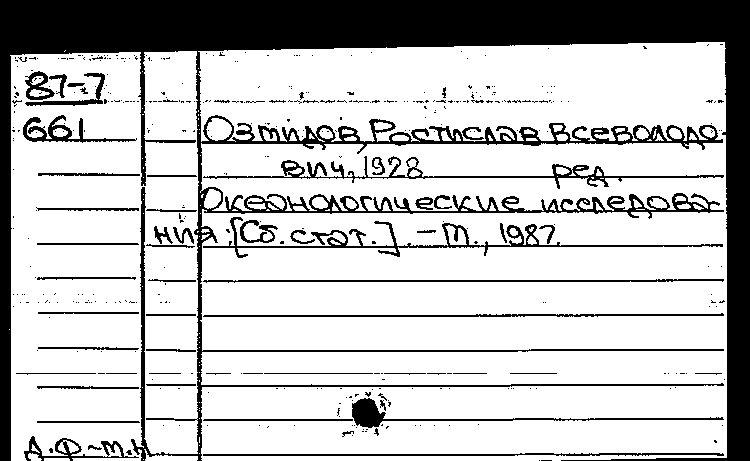 87-7
661
Озмидов, Ростислав Всеволодо-
вич, 1928 ред.
Океанологические исследова-
ния: [Сб. стат.]. – М., 1987.
д.ф.-м.н.